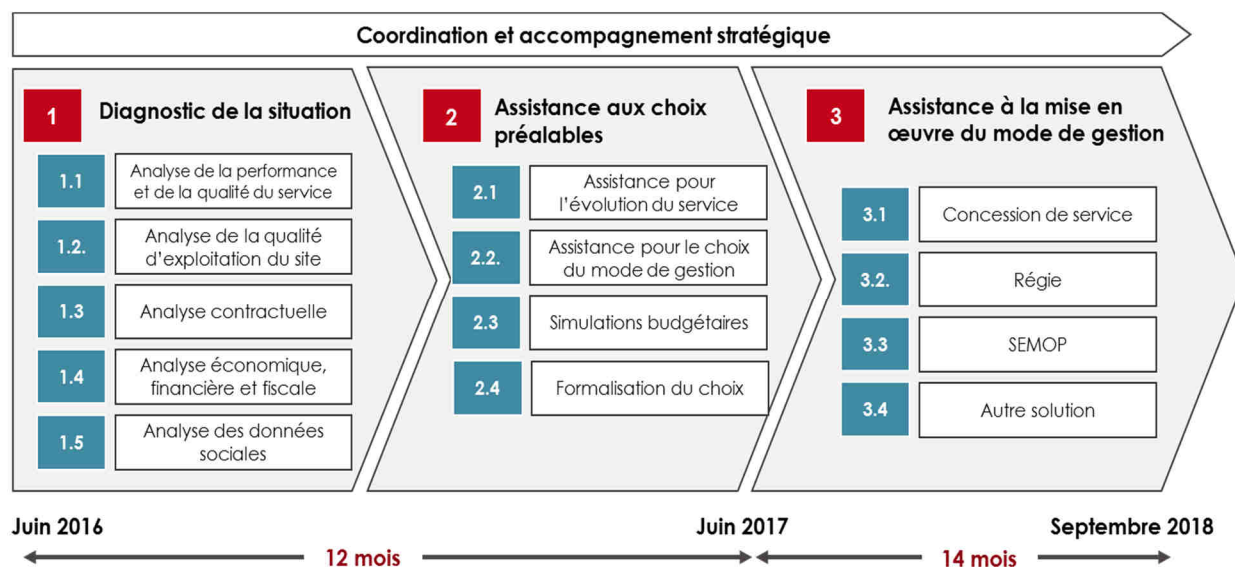 Coordination et accompagnement stratégique
1
Diagnostic de la situation
1.1
Analyse de la performance
et de la qualité du service
1.2.
Analyse de la qualité
d'exploitation du site
1.3
Analyse contractuelle
1.4
Analyse économique,
financière et fiscale
1.5
Analyse des données
sociales
2
Assistance aux choix
préalables
2.1
Assistance pour
l'évolution du service
2.2.
Assistance pour le choix
du mode de gestion
2.3
Simulations budgétaires
2.4
Formalisation du choix
3
Assistance à la mise en
œuvre du mode de gestion
3.1
Concession de service
3.2.
Régie
3.3
SEMOP
3.4
Autre solution
Juin 2016
Juin 2017
Septembre 2018
12 mois
14 mois